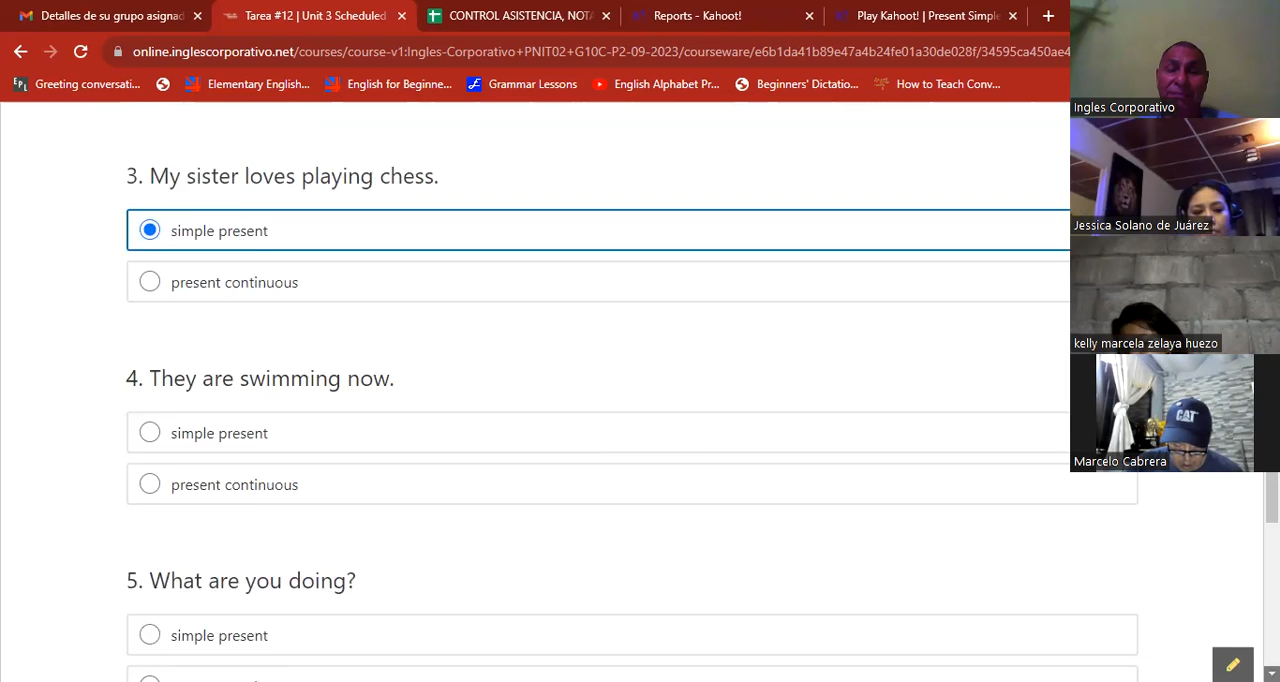 Detalles de su grupo asignad
Tarea #12 | Unit 3 Scheduled
CONTROL ASISTENCIA, NOTA
Reports - Kahoot!
Play Kahoot! | Present Simple
online.inglescorporativo.net/courses/course-v1:Ingles-Corporativo+PNIT02+G10C-P2-09-2023/courseware/e6b1da41b89e47a4b24fe01a30de028f/34595ca450ae4
Greeting conversati...
Elementary English...
English for Beginne...
Grammar Lessons
English Alphabet Pr...
Beginners' Dictatio...
How to Teach Conv...
3. My sister loves playing chess.
simple present
present continuous
4. They are swimming now.
simple present
present continuous
5. What are you doing?
simple present
Ingles Corporativo
Jessica Solano de Juárez
kelly marcela zelaya huezo
CAT
Marcelo Cabrera